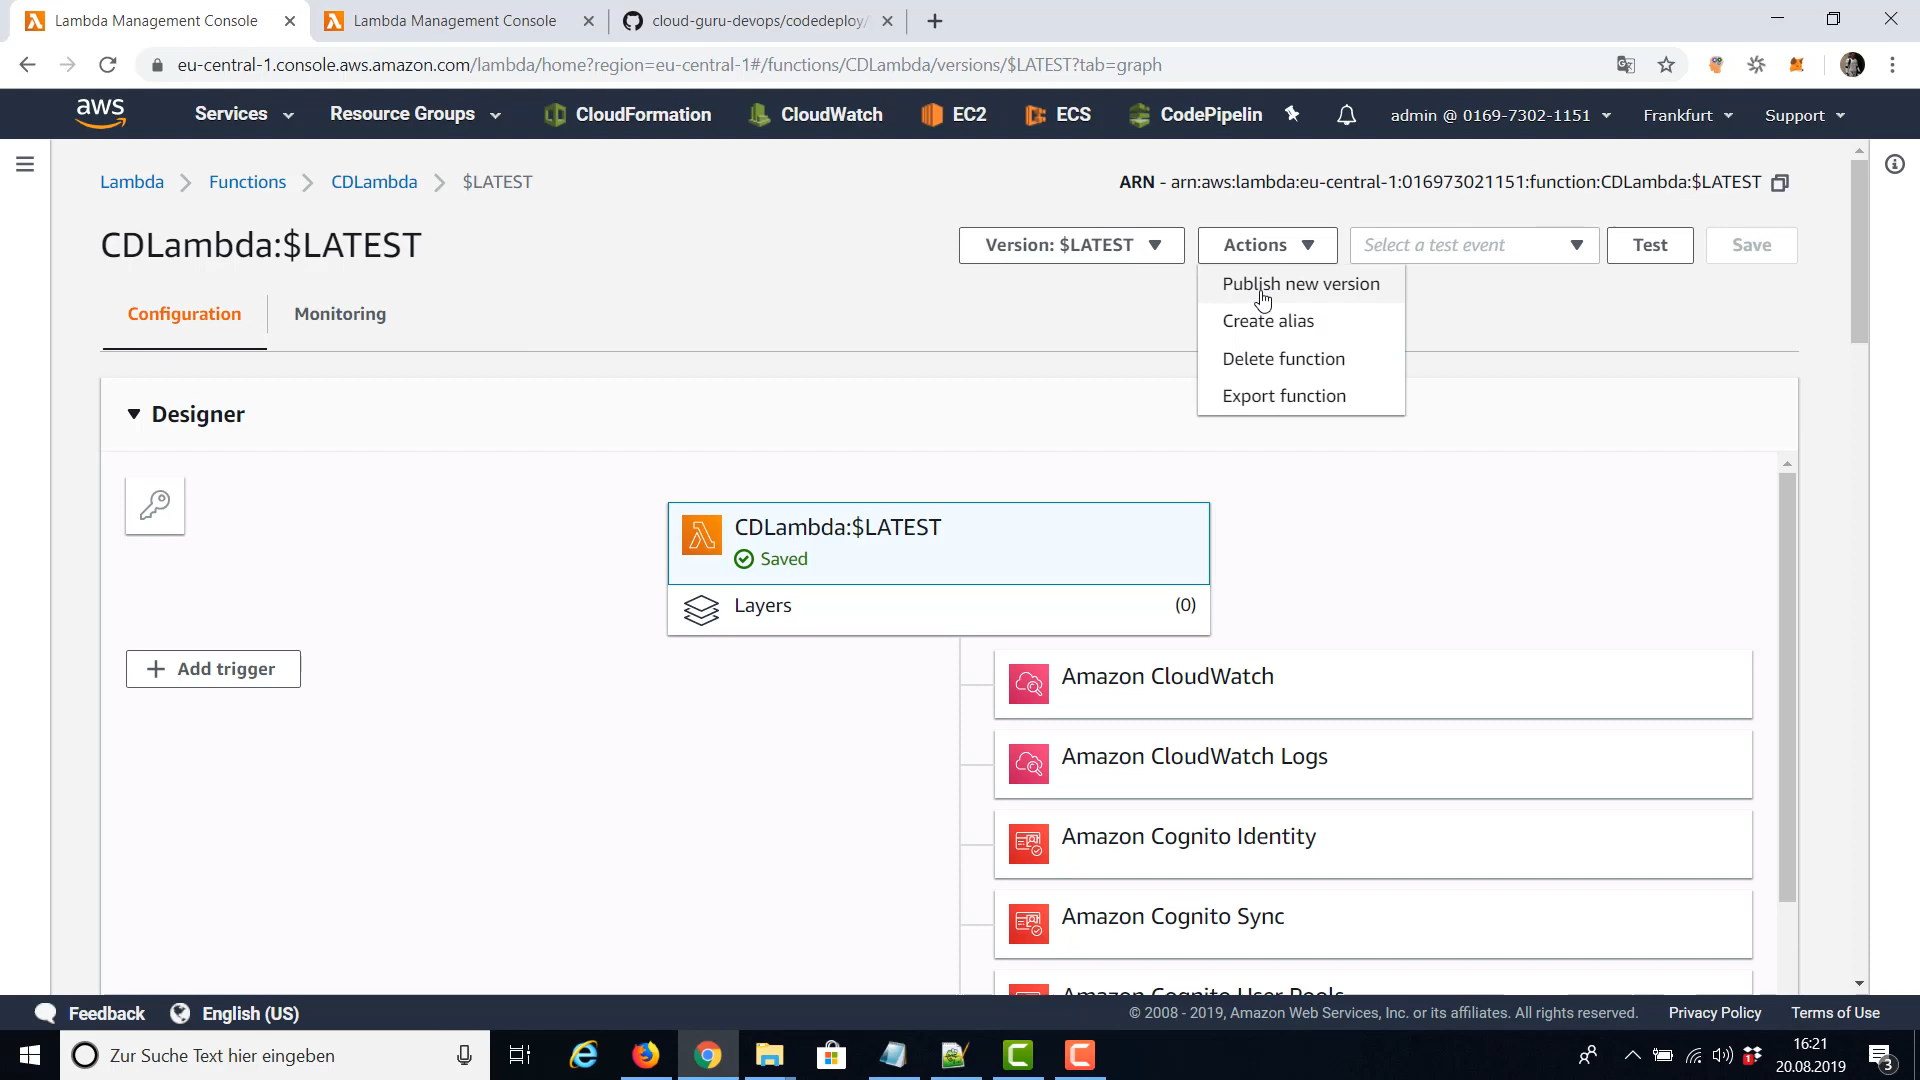 Lambda Management Console
Lambda Management Console
cloud-guru-devops/codedeploy/
eu-central-1.console.aws.amazon.com/lambda/home?region=eu-central-1#/functions/CDLambda/versions/$LATEST?tab=graph
aws
Services
Resource Groups
CloudFormation
CloudWatch
EC2
ECS
CodePipelin
admin @ 0169-7302-1151
Frankfurt
Support
Lambda
Functions
CDLambda
$LATEST
ARN - arn:aws:lambda:eu-central-1:016973021151:function:CDLambda:$LATEST
CDLambda:$LATEST
Version: $LATEST
Actions
Select a test event
Test
Save
Publish new version
Create alias
Delete function
Export function
Configuration
Monitoring
Designer
CDLambda:$LATEST
Saved
Layers
(0)
Add trigger
Amazon CloudWatch
Amazon CloudWatch Logs
Amazon Cognito Identity
Amazon Cognito Sync
Amazon Cognito User Pools
Feedback
English (US)
© 2008 - 2019, Amazon Web Services, Inc. or its affiliates. All rights reserved.
Privacy Policy
Terms of Use
Zur Suche Text hier eingeben
1
16:21
20.08.2019
3